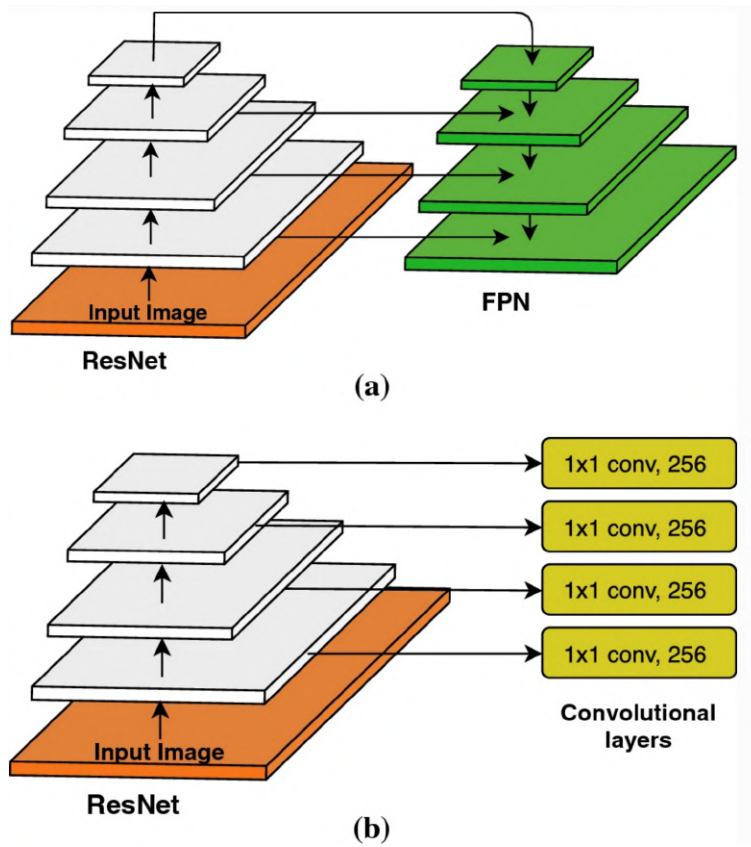 Input Image
ResNet
FPN
(a)
1x1 conv, 256
1x1 conv, 256
1x1 conv, 256
1x1 conv, 256
Convolutional
layers
Input Image
ResNet
(b)